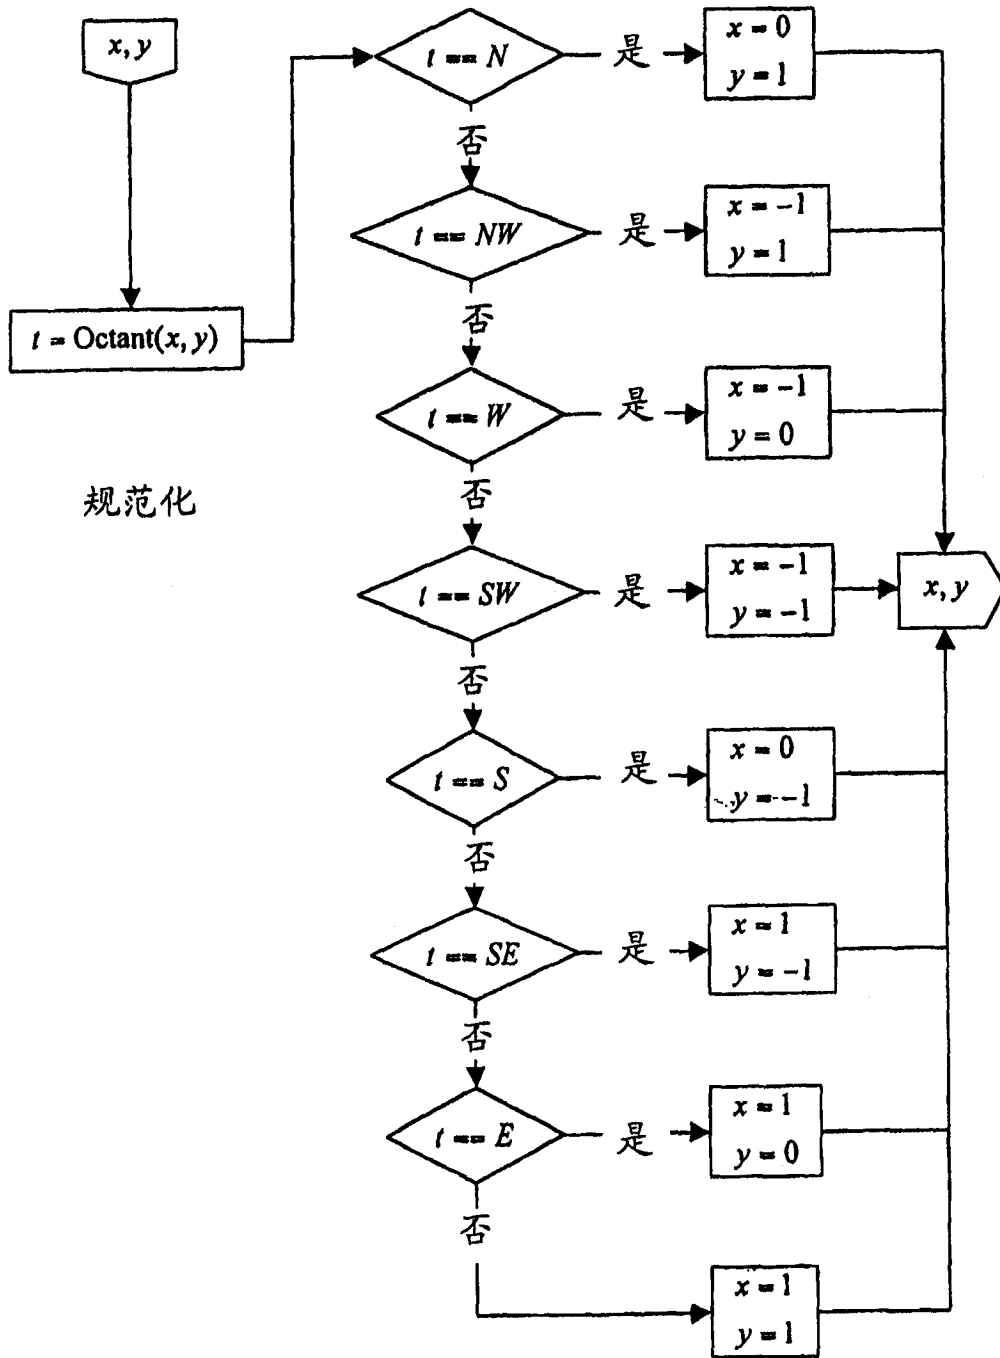 x, y
t = Octant(x, y)
规范化
t == N
是
x = 0
y = 1
否
t == NW
是
x = -1
y = 1
否
t == W
是
x = -1
y = 0
否
t == SW
是
x = -1
y = -1
x, y
否
t == S
是
x = 0
y = -1
否
t == SE
是
x = 1
y = -1
否
t == E
是
x = 1
y = 0
否
x = 1
y = 1